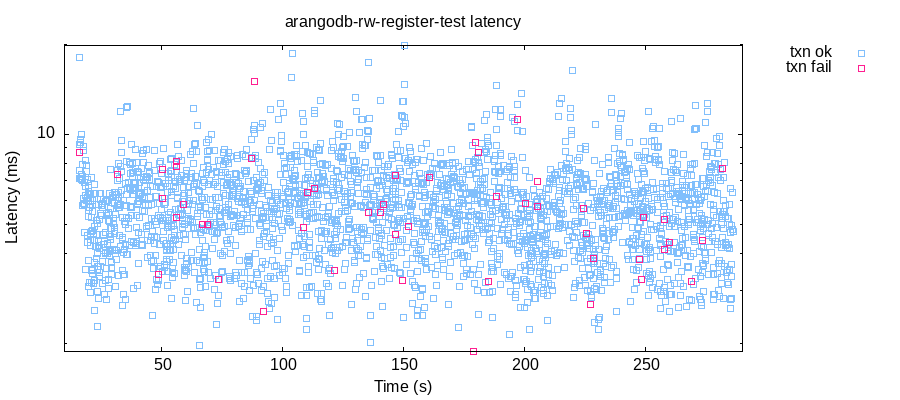 arangodb-rw-register-test latency
txn ok
txn fail
10
Latency (ms)
50 100 150 200 250
Time (s)